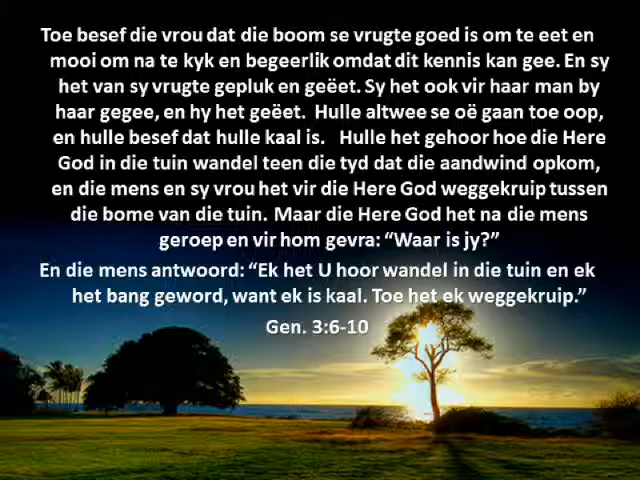 Toe besef die vrou dat die boom se vrugte goed is om te eet en
mooi om na te kyk en begeerlik omdat dit kennis kan gee. En sy
het van sy vrugte gepluk en geëet. Sy het ook vir haar man by
haar gegee, en hy het geëet. Hulle altwee se oë gaan toe oop,
en hulle besef dat hulle kaal is. Hulle het gehoor hoe die Here
God in die tuin wandel teen die tyd dat die aandwind opkom,
en die mens en sy vrou het vir die Here God weggekruip tussen
die bome van die tuin. Maar die Here God het na die mens
geroep en vir hom gevra: “Waar is jy?”
En die mens antwoord: “Ek het U hoor wandel in die tuin en ek
het bang geword, want ek is kaal. Toe het ek weggekruip.”
Gen. 3:6-10